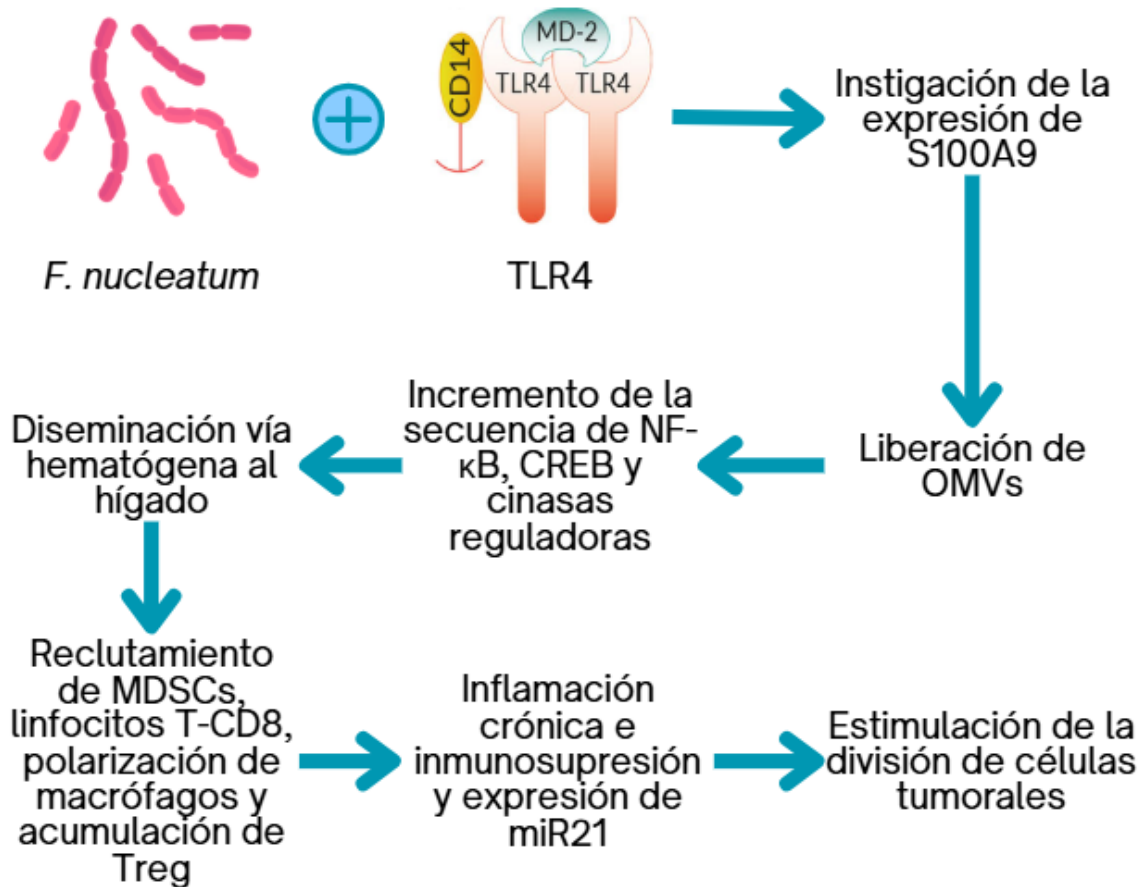 CD14
MD-2
TLR4
TLR4
F. nucleatum
TLR4
Instigación de la
expresión de
S100A9
Liberación de
OMVs
Incremento de la
secuencia de NF-
κB, CREB y
cinasas
reguladoras
Diseminación vía
hematógena al
hígado
Reclutamiento
de MDSCs,
linfocitos T-CD8,
polarización de
macrófagos y
acumulación de
Treg
Inflamación
crónica e
inmunosupresión
y expresión de
miR21
Estimulación de la
división de células
tumorales